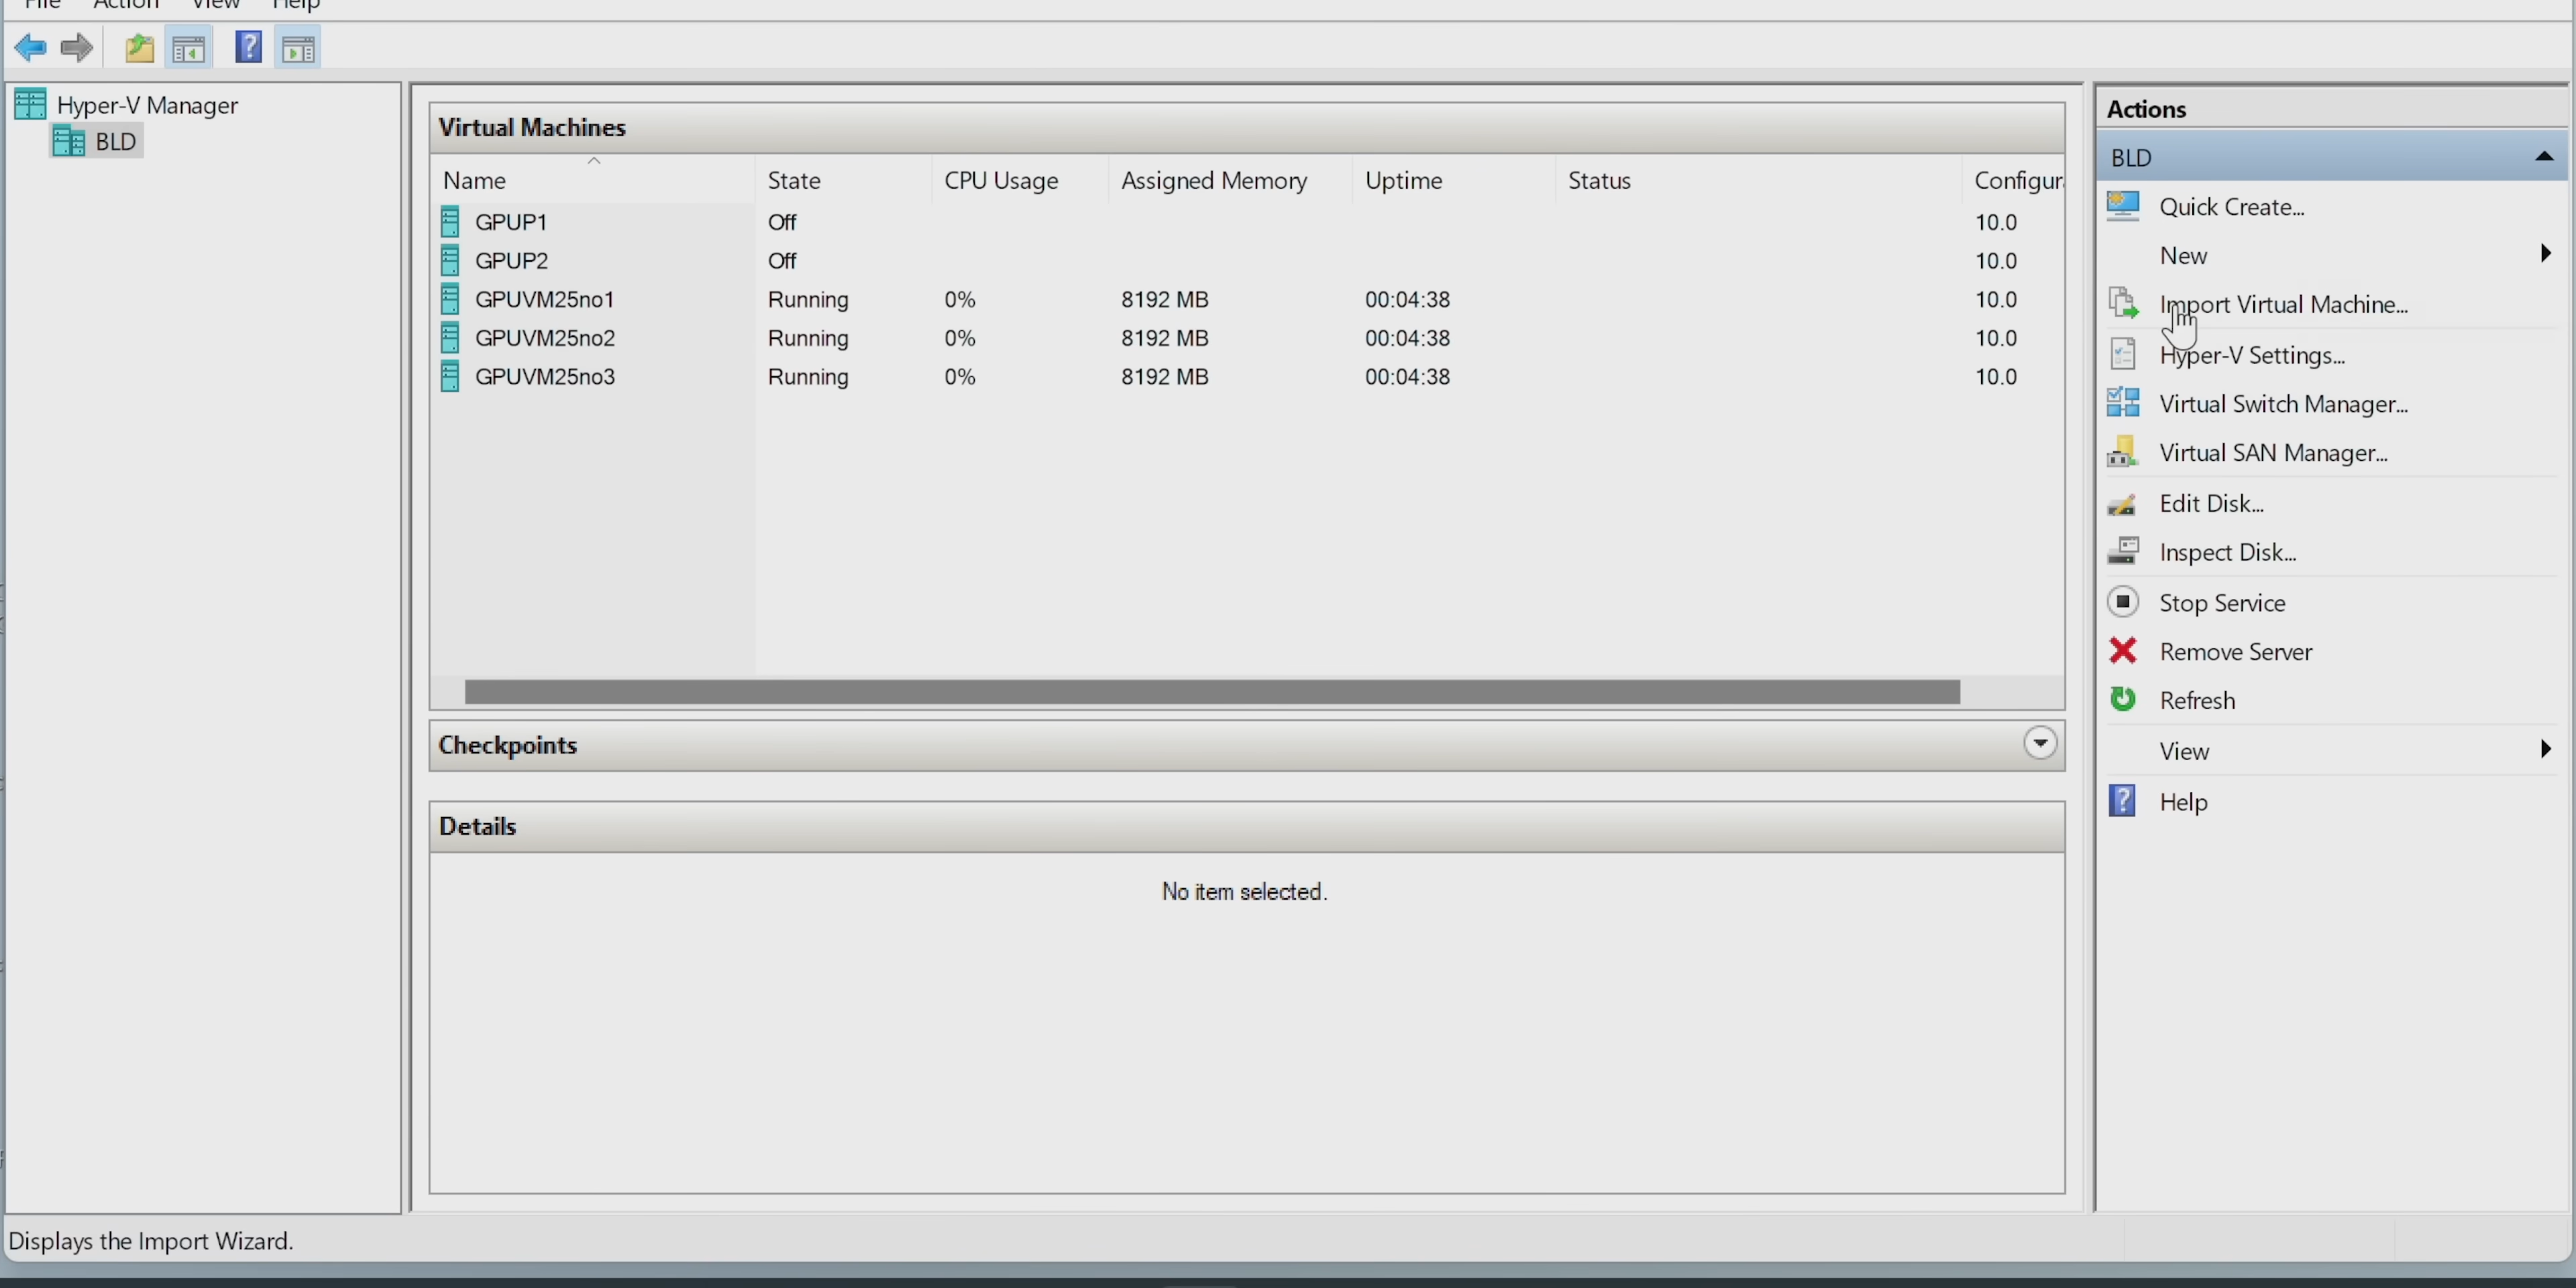 File Action View Help
Hyper-V Manager
BLD
Virtual Machines
Name State CPU Usage Assigned Memory Uptime Status Configur
GPUP1 Off 10.0
GPUP2 Off 10.0
GPUVM25no1 Running 0% 8192 MB 00:04:38 10.0
GPUVM25no2 Running 0% 8192 MB 00:04:38 10.0
GPUVM25no3 Running 0% 8192 MB 00:04:38 10.0
Checkpoints
Details
No item selected.
Actions
BLD
Quick Create...
New
Import Virtual Machine...
Hyper-V Settings...
Virtual Switch Manager...
Virtual SAN Manager...
Edit Disk...
Inspect Disk...
Stop Service
Remove Server
Refresh
View
Help
Displays the Import Wizard.